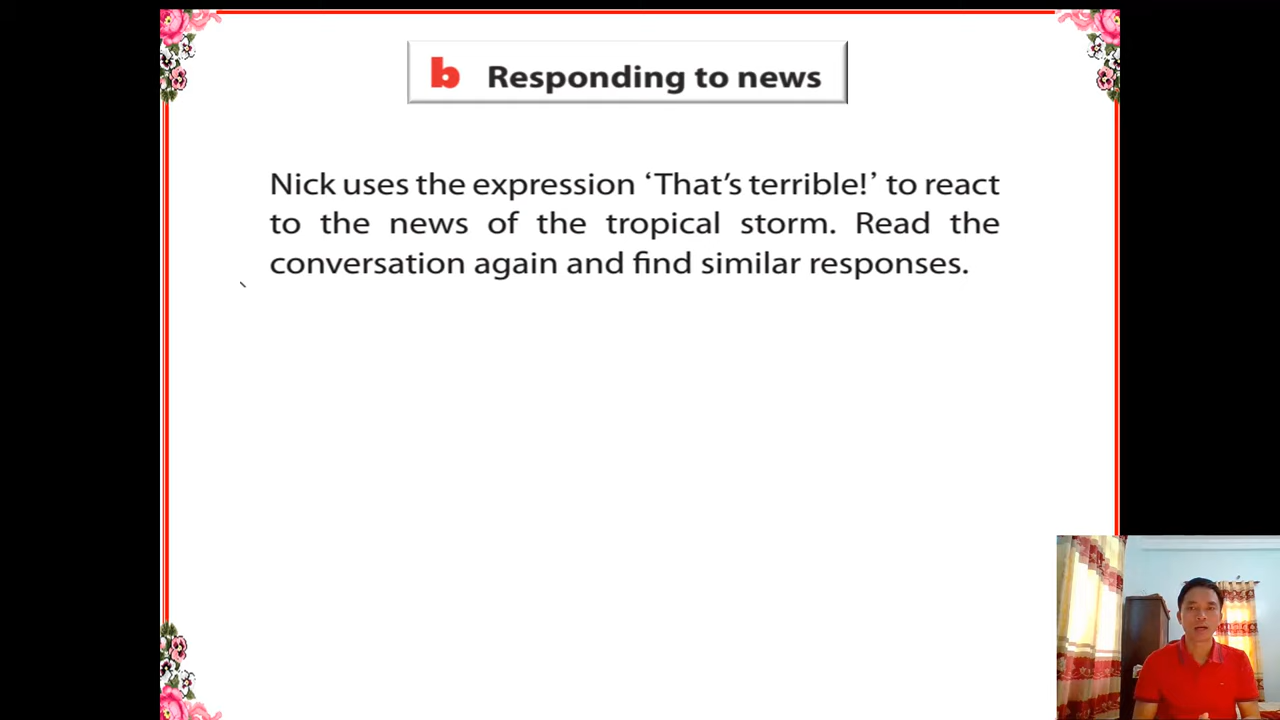 b Responding to news
Nick uses the expression ‘That’s terrible!’ to react
to the news of the tropical storm. Read the
conversation again and find similar responses.